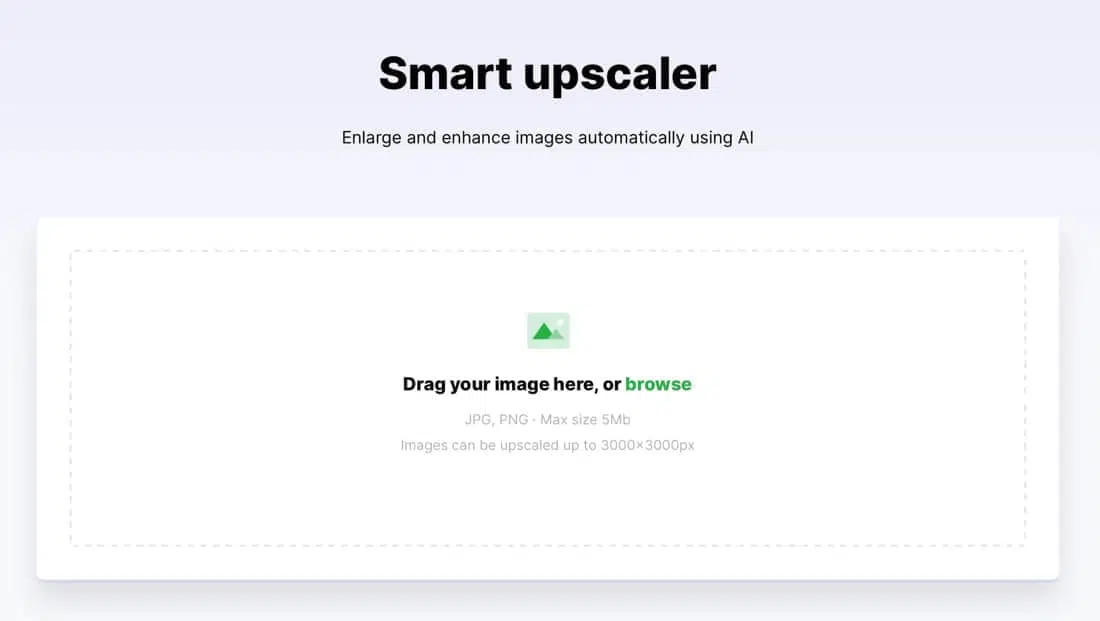 Smart upscaler
Enlarge and enhance images automatically using AI
Drag your image here, or browse
JPG, PNG · Max size 5Mb
Images can be upscaled up to 3000×3000px